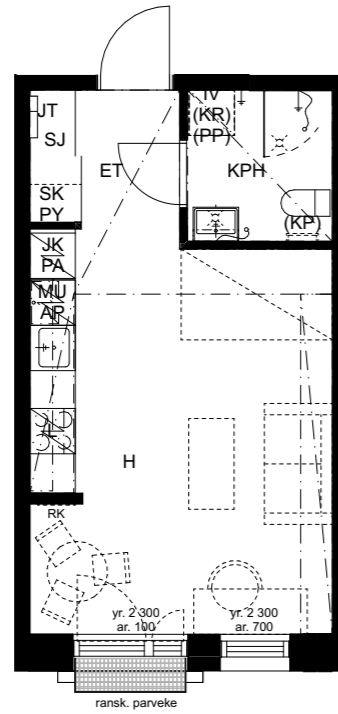 IV
(KR)
(PP)
JT
SJ
ET
KPH
SK
PY
(KP)
JK
PA
MU
AP
L
H
RK
yr. 2 300
ar. 100
yr. 2 300
ar. 700
ransk. parveke